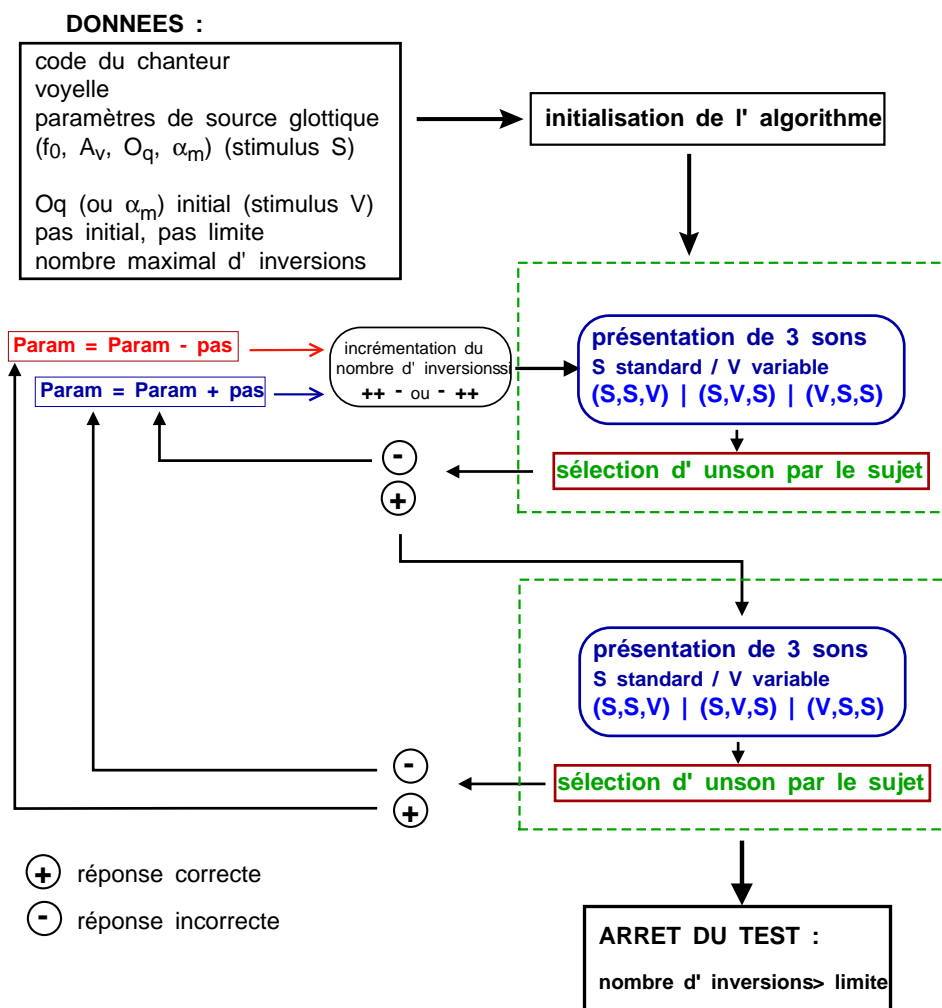 DONNEES :
code du chanteur
voyelle
paramètres de source glottique
(f0, Av, Oq, αm) (stimulus S)
Oq (ou αm) initial (stimulus V)
pas initial, pas limite
nombre maximal d' inversions
initialisation de l' algorithme
Param = Param - pas
Param = Param + pas
incrémentation du
nombre d' inversionssi
++ - ou - ++
présentation de 3 sons
S standard / V variable
(S,S,V) | (S,V,S) | (V,S,S)
sélection d' unson par le sujet
-
+
présentation de 3 sons
S standard / V variable
(S,S,V) | (S,V,S) | (V,S,S)
sélection d' unson par le sujet
-
+
+ réponse correcte
- réponse incorrecte
ARRET DU TEST :
nombre d' inversions> limite